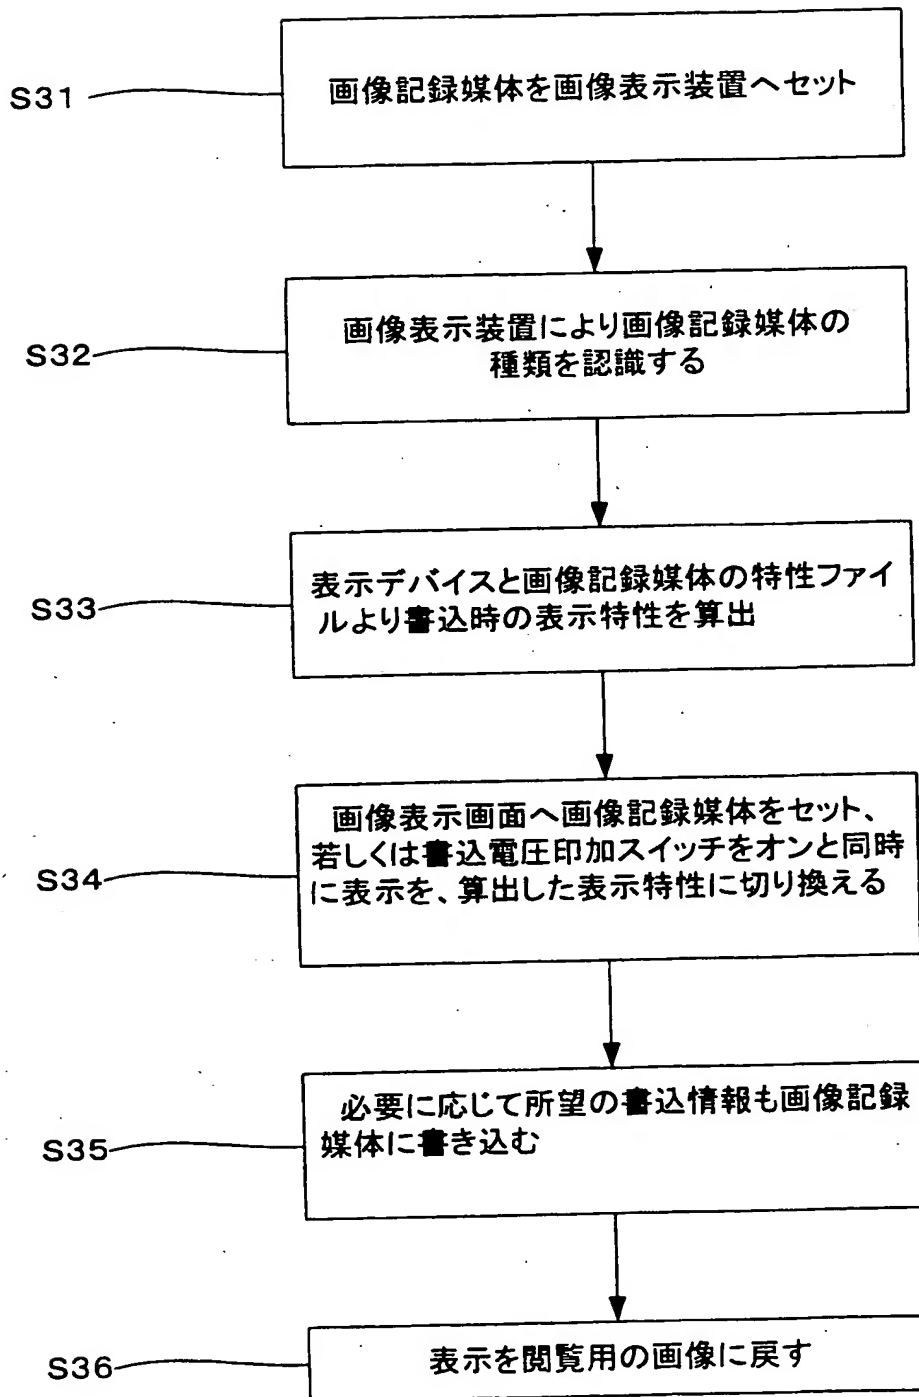 S31
画像記録媒体を画像表示装置へセット
S32
画像表示装置により画像記録媒体の
種類を認識する
S33
表示デバイスと画像記録媒体の特性ファイ
ルより書込時の表示特性を算出
S34
画像表示画面へ画像記録媒体をセット、
若しくは書込電圧印加スイッチをオンと同時
に表示を、算出した表示特性に切り換える
S35
必要に応じて所望の書込情報も画像記録
媒体に書き込む
S36
表示を閲覧用の画像に戻す